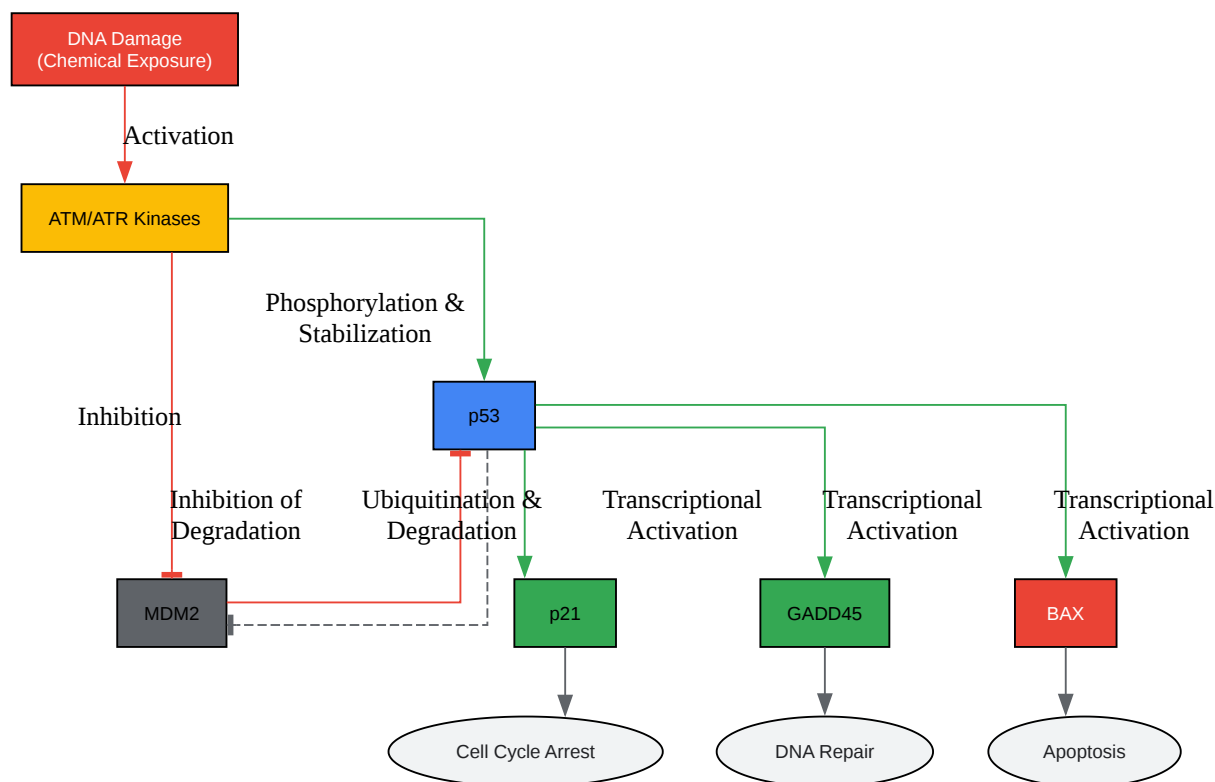 DNA Damage
(Chemical Exposure)
Activation
ATM/ATR Kinases
Phosphorylation &
Stabilization
p53
Inhibition
Inhibition of
Degradation
Ubiquitination &
Degradation
Transcriptional
Activation
Transcriptional
Activation
Transcriptional
Activation
MDM2
p21
GADD45
BAX
Cell Cycle Arrest
DNA Repair
Apoptosis